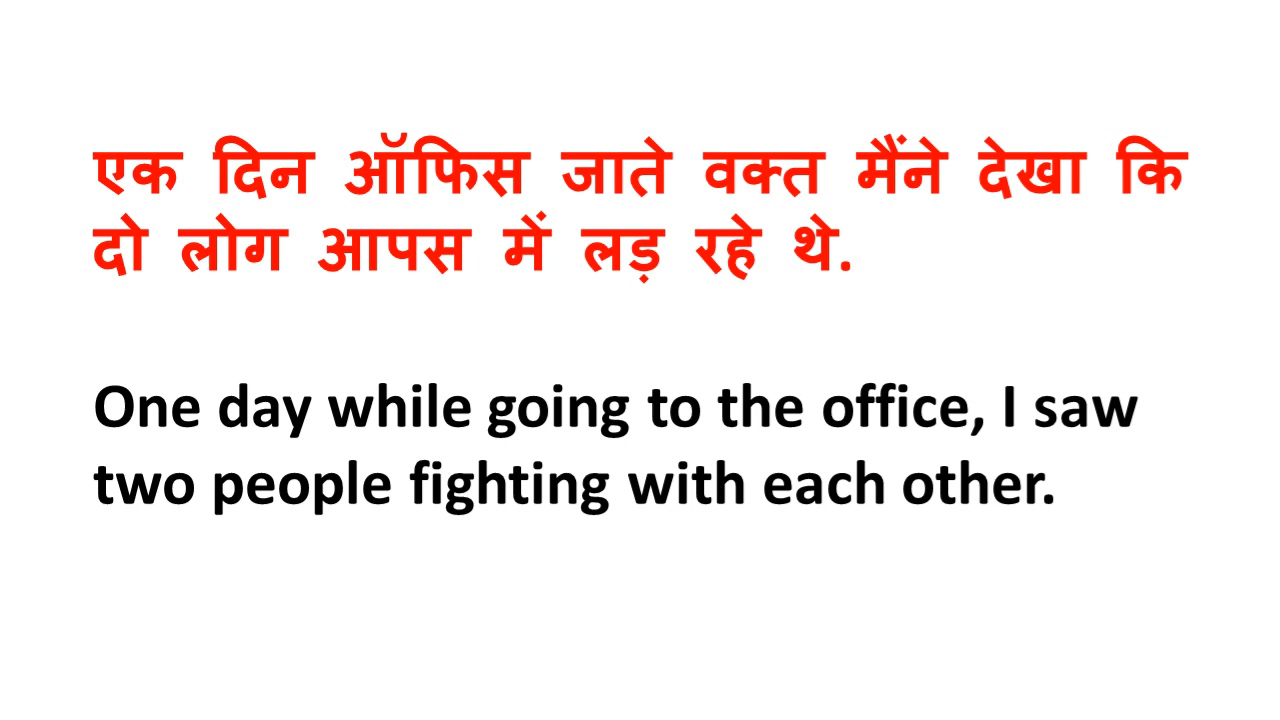 एक दिन ऑफिस जाते वक्त मैंने देखा कि
दो लोग आपस में लड़ रहे थे.
One day while going to the office, I saw
two people fighting with each other.